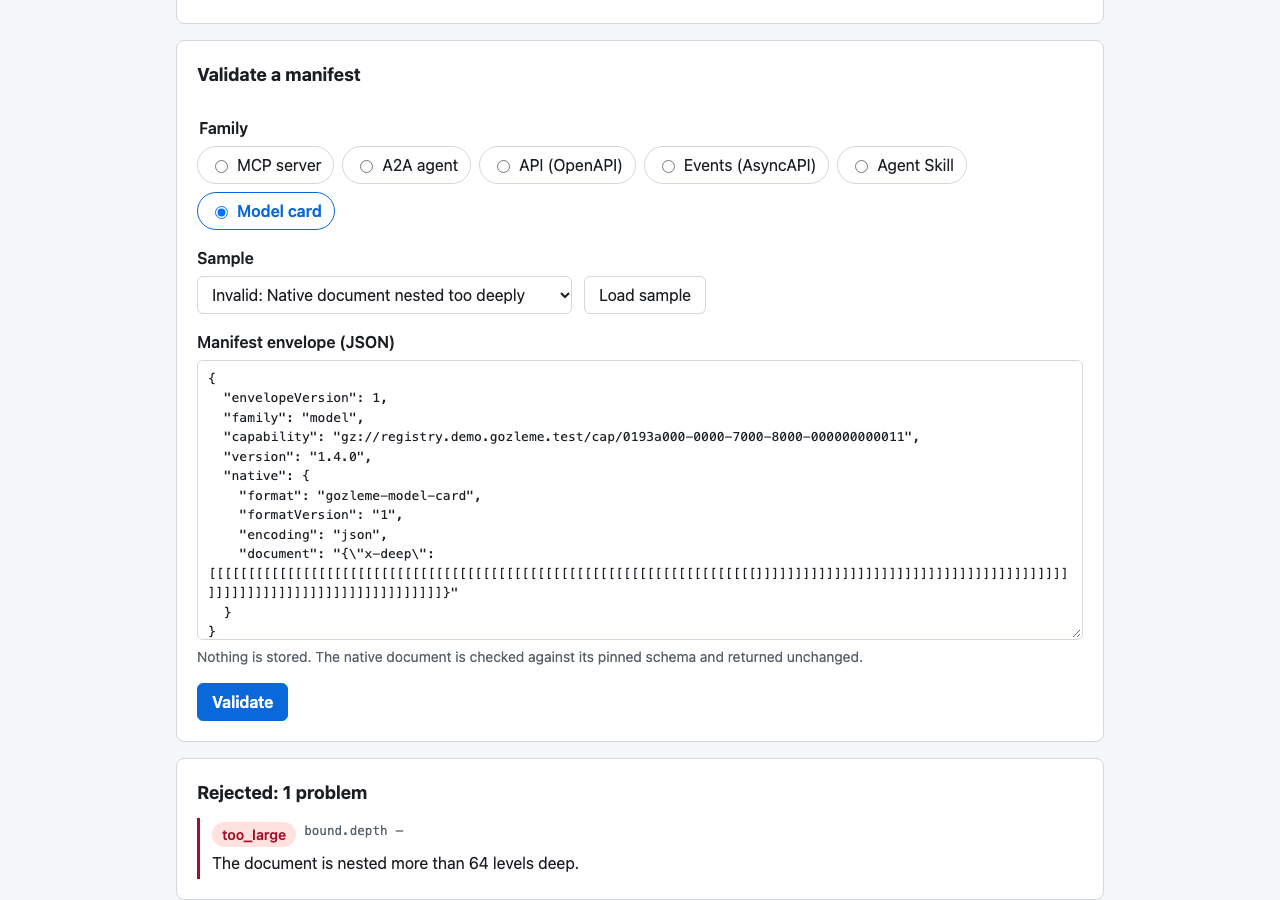 Validate a manifest
Family
MCP server
A2A agent
API (OpenAPI)
Events (AsyncAPI)
Agent Skill
Model card
Sample
Invalid: Native document nested too deeply
Load sample
Manifest envelope (JSON)
{
"envelopeVersion": 1,
"family": "model",
"capability": "gz://registry.demo.gozleme.test/cap/0193a000-0000-7000-8000-000000000011",
"version": "1.4.0",
"native": {
"format": "gozleme-model-card",
"formatVersion": "1",
"encoding": "json",
"document": "{\"x-deep\":
[[[[[[[[[[[[[[[[[[[[[[[[[[[[[[[[[[[[[[[[[[[[[[[[[[[[[[[[[[[[[[[[[[[[[[]]]]]]]]]]]]]]]]]]]]]]]]]]]]]]]]]]]]]]]]
]]]]]]]]]]]]]]]]]]]]]]]]]]]]]]}"
}
}
Nothing is stored. The native document is checked against its pinned schema and returned unchanged.
Validate
Rejected: 1 problem
too_large bound.depth —
The document is nested more than 64 levels deep.